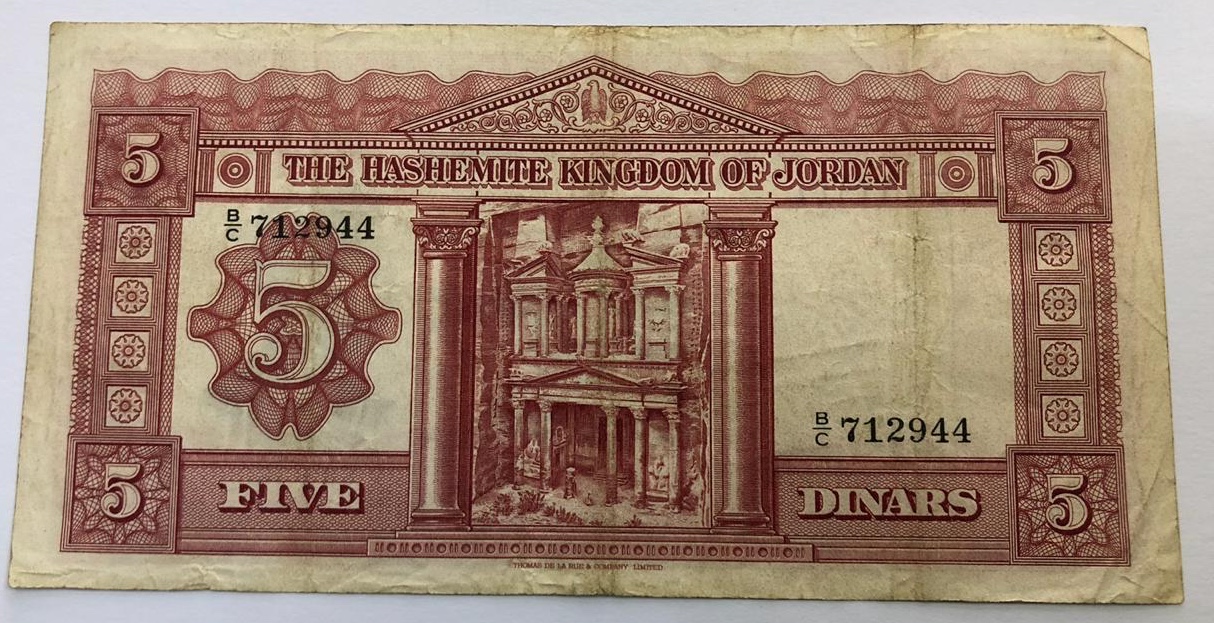 5 5
THE HASHEMITE KINGDOM OF JORDAN
B/C 712944
5
B/C 712944
5 FIVE DINARS 5
THOMAS DE LA RUE & COMPANY LIMITED